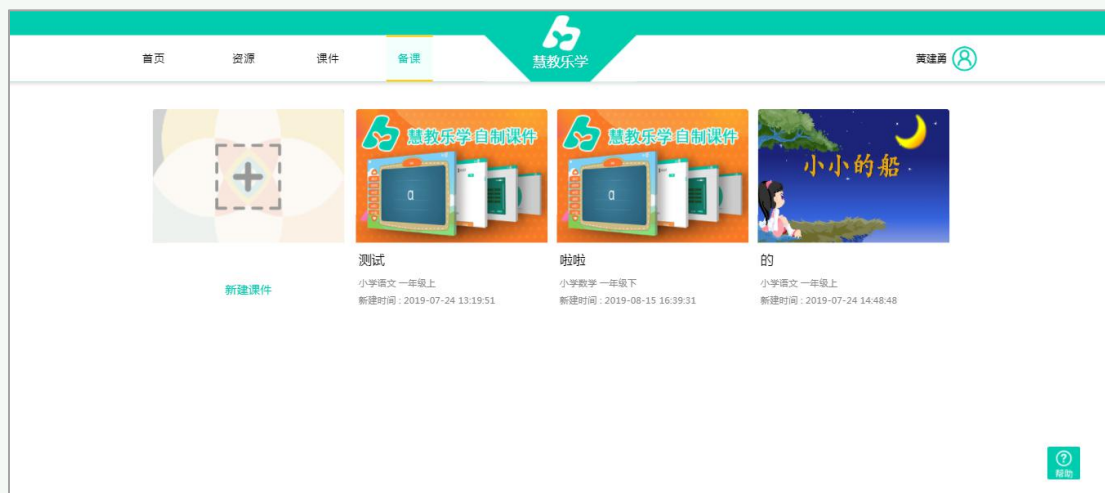 首页 资源 课件 备课 慧教乐学 黄建勇
慧教乐学自制课件
a
慧教乐学自制课件
a
小小的船
新建课件
测试
小学语文 一年级上
新建时间 : 2019-07-24 13:19:51
啦啦
小学数学 一年级下
新建时间 : 2019-08-15 16:39:31
的
小学语文 一年级上
新建时间 : 2019-07-24 14:48:48
帮助